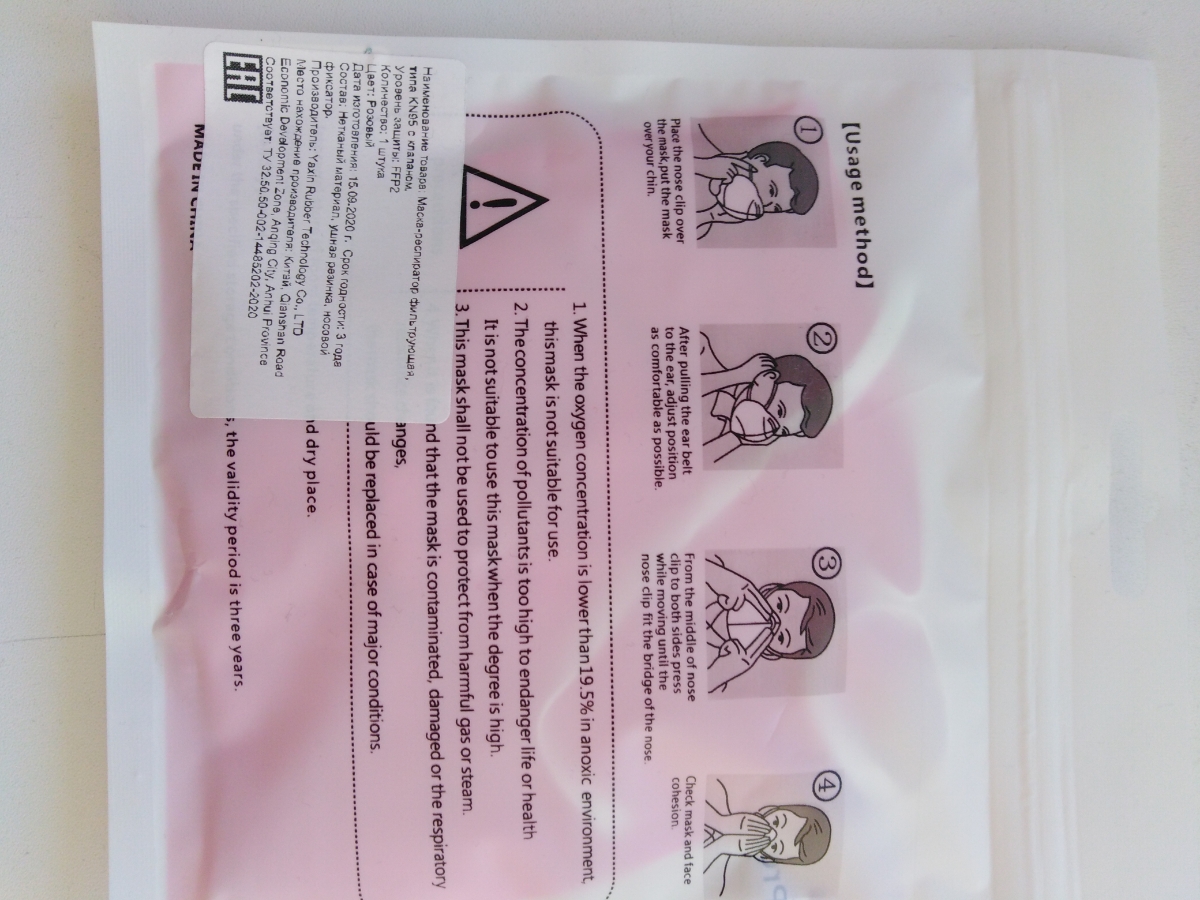 【Usage method】
①
Place the nose clip over
the mask,put the mask
over your chin.
②
After pulling the ear belt
to the ear, adjust position
as comfortable as possible.
③
From the middle of nose
clip to both sides press
while moving until the
nose clip fit the bridge of the nose.
④
Check mask and face
cohesion.
1. When the oxygen concentration is lower than 19.5% in anoxic environment,
this mask is not suitable for use.
2. The concentration of pollutants is too high to endanger life or health
It is not suitable to use this mask when the degree is high.
3. This mask shall not be used to protect from harmful gas or steam.
nd that the mask is contaminated, damaged or the respiratory
anges,
uld be replaced in case of major conditions.
nd dry place.
, the validity period is three years.
MADE IN CHINA
Наименование товара: Маска-респиратор фильтрующая,
типа KN95 с клапаном.
Уровень защиты: FFP2
Количество: 1 штука
Цвет: Розовый
Дата изготовления: 15.09.2020 г. Срок годности: 3 года
Состав: Нетканый материал, ушная резинка, носовой
фиксатор.
Производитель: Yaxin Rubber Technology Co., LTD
Место нахождение производителя: Китай, Qianshan Road
Economic Development Zone, Anqing City, Anhui Province
Соответствует: ТУ 32.50.50-002-14485202-2020
EAC